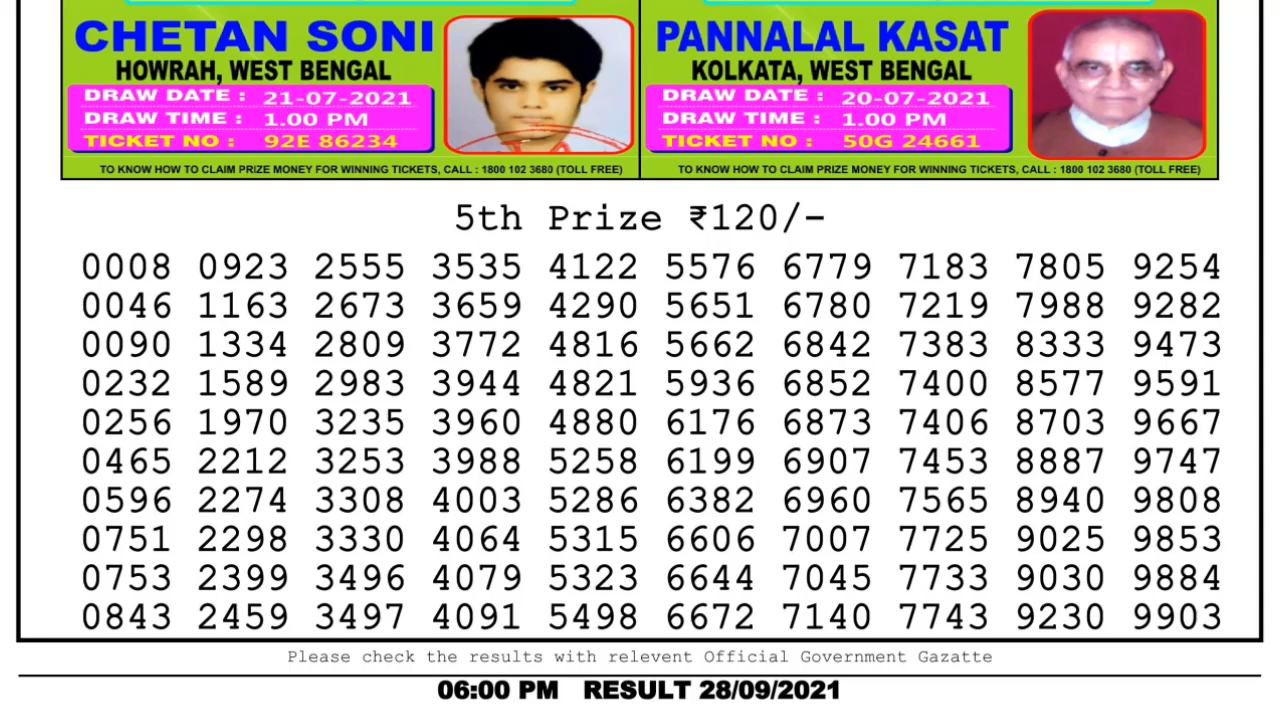 CHETAN SONI
HOWRAH, WEST BENGAL
DRAW DATE : 21-07-2021
DRAW TIME : 1.00 PM
TICKET NO : 92E 86234
TO KNOW HOW TO CLAIM PRIZE MONEY FOR WINNING TICKETS, CALL : 1800 102 3680 (TOLL FREE)
PANNALAL KASAT
KOLKATA, WEST BENGAL
DRAW DATE : 20-07-2021
DRAW TIME : 1.00 PM
TICKET NO : 50G 24661
TO KNOW HOW TO CLAIM PRIZE MONEY FOR WINNING TICKETS, CALL : 1800 102 3680 (TOLL FREE)
5th Prize ₹120/-
0008 0923 2555 3535 4122 5576 6779 7183 7805 9254
0046 1163 2673 3659 4290 5651 6780 7219 7988 9282
0090 1334 2809 3772 4816 5662 6842 7383 8333 9473
0232 1589 2983 3944 4821 5936 6852 7400 8577 9591
0256 1970 3235 3960 4880 6176 6873 7406 8703 9667
0465 2212 3253 3988 5258 6199 6907 7453 8887 9747
0596 2274 3308 4003 5286 6382 6960 7565 8940 9808
0751 2298 3330 4064 5315 6606 7007 7725 9025 9853
0753 2399 3496 4079 5323 6644 7045 7733 9030 9884
0843 2459 3497 4091 5498 6672 7140 7743 9230 9903
Please check the results with relevent Official Government Gazatte
06:00 PM RESULT 28/09/2021